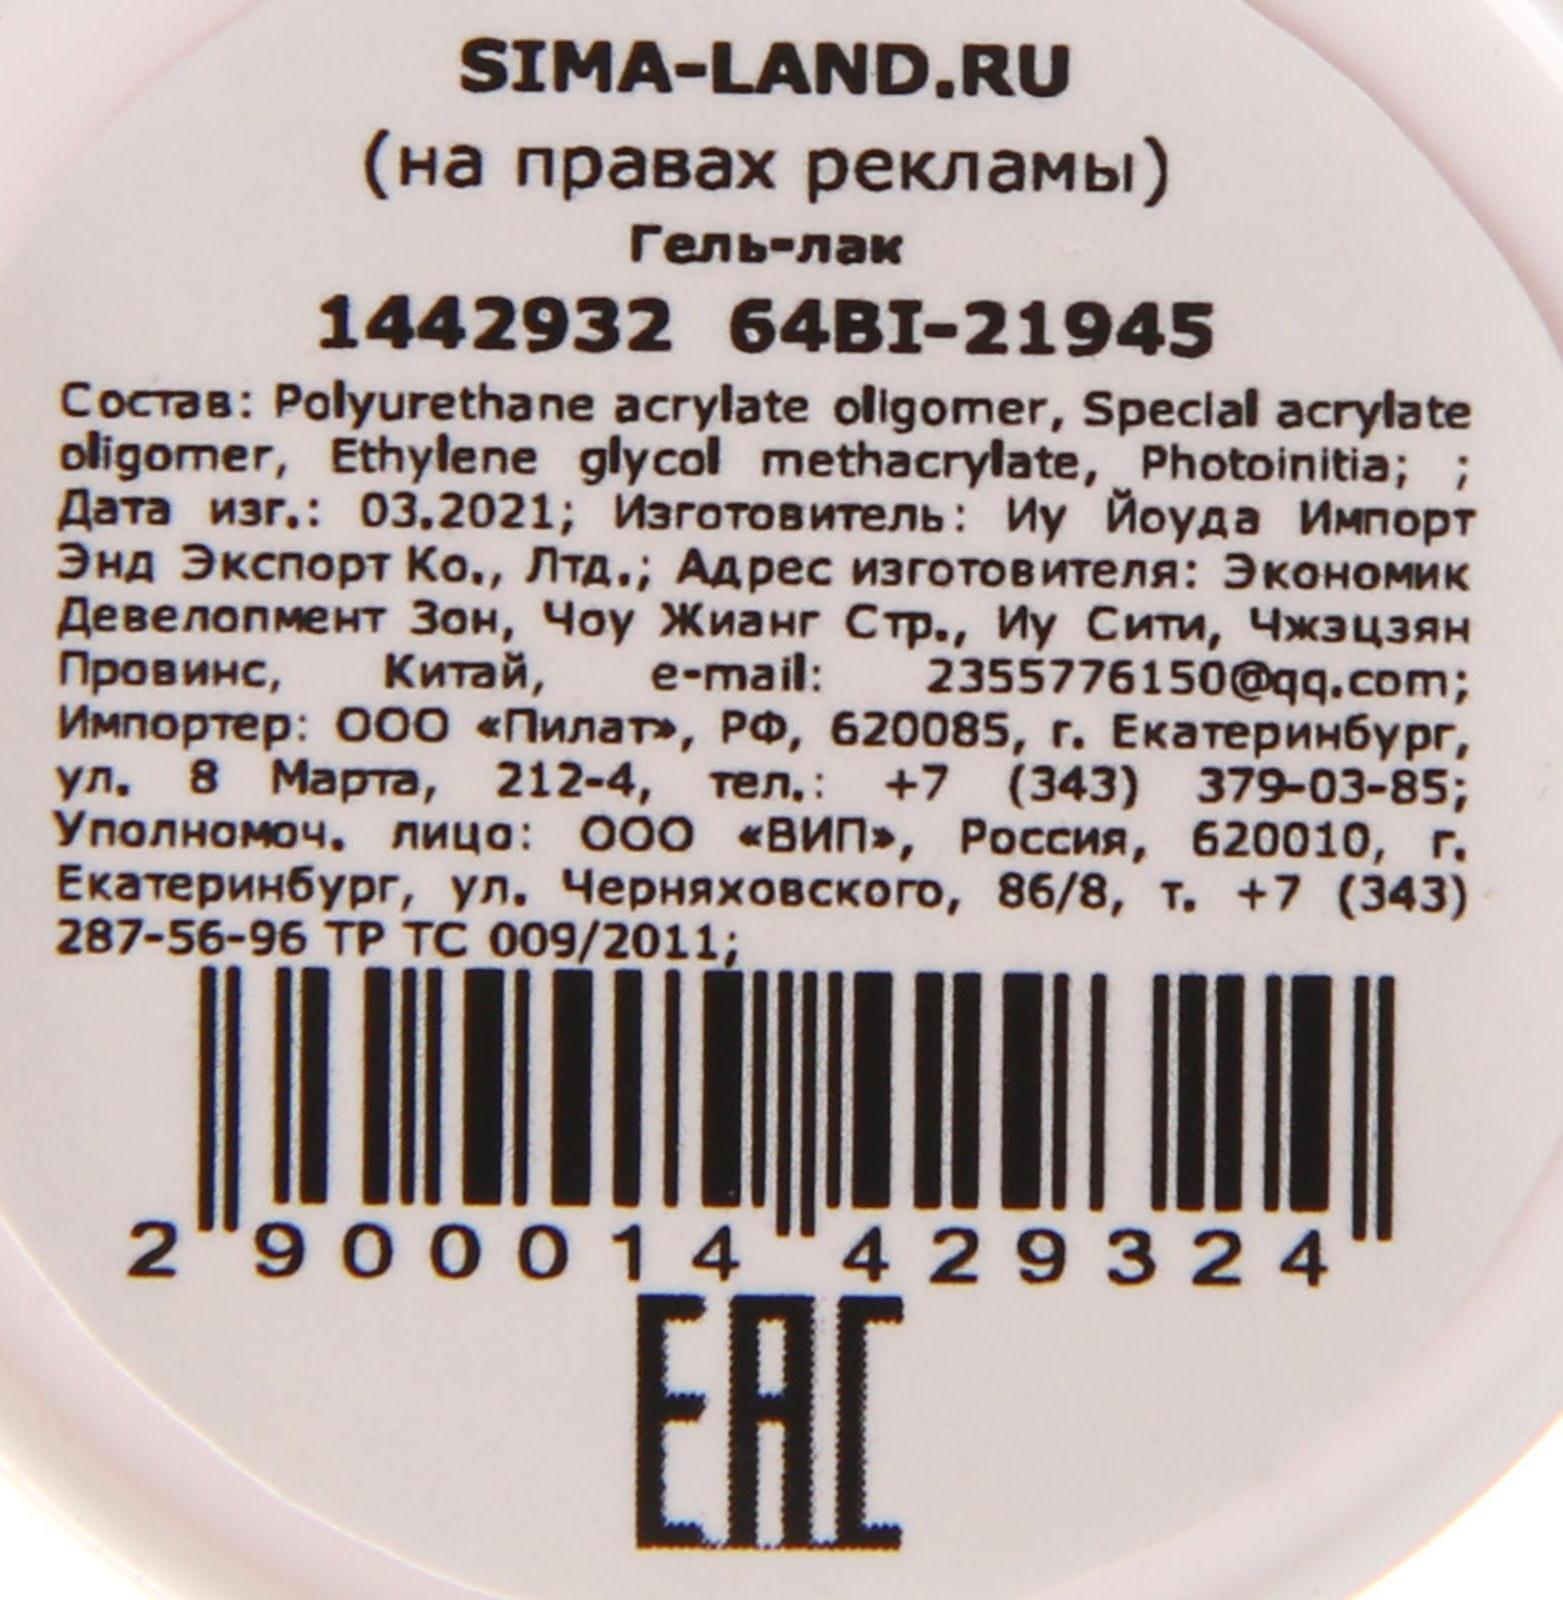 SIMA-LAND.RU
(на правах рекламы)
Гель-лак
1442932 64BI-21945
Состав: Polyurethane acrylate oligomer, Special acrylate
oligomer, Ethylene glycol methacrylate, Photoinitia; ;
Дата изг.: 03.2021; Изготовитель: Иу Йоуда Импорт
Энд Экспорт Ко., Лтд.; Адрес изготовителя: Экономик
Девелопмент Зон, Чоу Жианг Стр., Иу Сити, Чжэцзян
Провинс, Китай, e-mail: 2355776150@qq.com;
Импортер: ООО «Пилат», РФ, 620085, г. Екатеринбург,
ул. 8 Марта, 212-4, тел.: +7 (343) 379-03-85;
Уполномоч. лицо: ООО «ВИП», Россия, 620010, г.
Екатеринбург, ул. Черняховского, 86/8, т. +7 (343)
287-56-96 ТР ТС 009/2011;
2 900014 429324
EAC